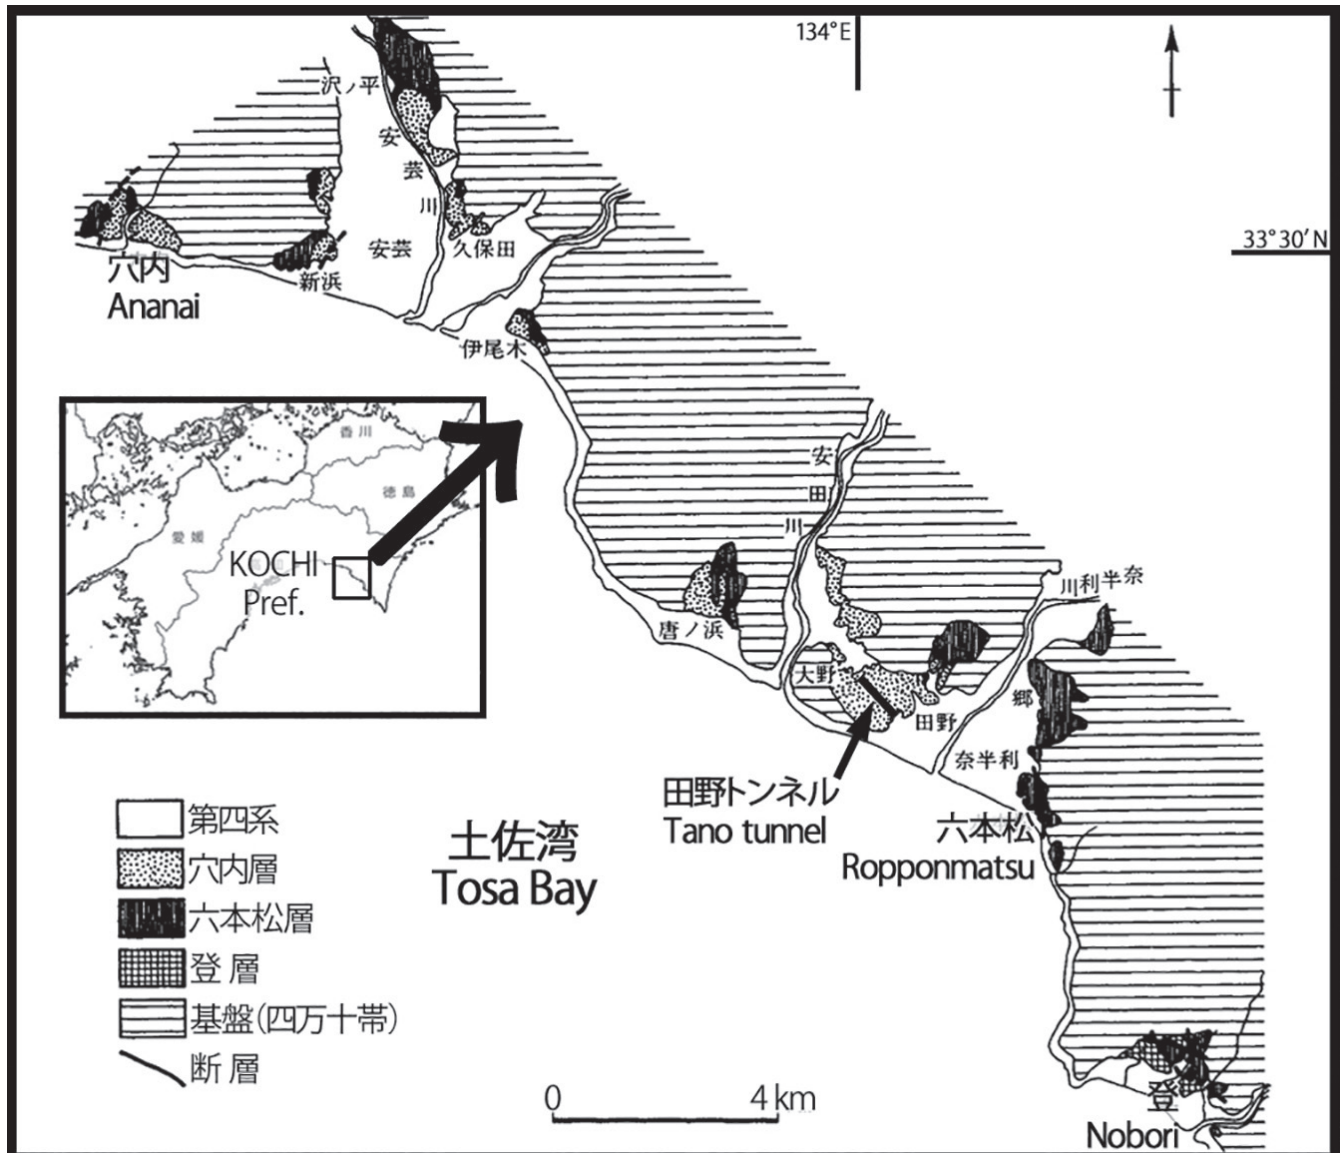 134°E
沢ノ平
安芸川
33°30′N
安芸
久保田
穴内
Ananai
新浜
伊尾木
香川
徳島
愛媛
KOCHI
Pref.
安田川
川利半奈
唐ノ浜
大野
郷
田野
奈半利
田野トンネル
Tano tunnel
六本松
Ropponmatsu
土佐湾
Tosa Bay
第四系
穴内層
六本松層
登層
基盤(四万十帯)
断層
0 4 km
登
Nobori